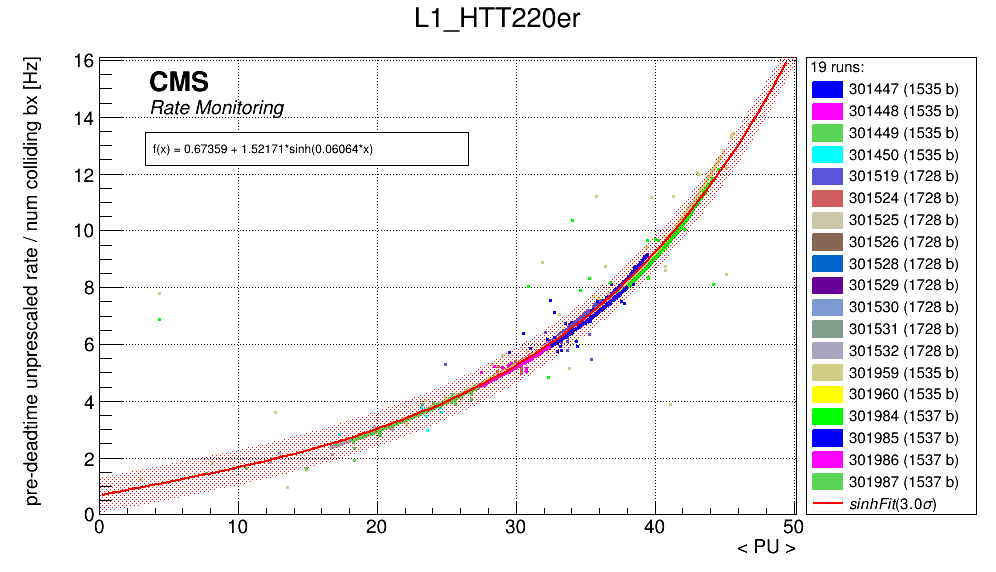 L1_HTT220er
pre-deadtime unprescaled rate / num colliding bx [Hz]
CMS
Rate Monitoring
f(x) = 0.67359 + 1.52171*sinh(0.06064*x)
16
14
12
10
8
6
4
2
0
0 10 20 30 40 50
< PU >
19 runs:
301447 (1535 b)
301448 (1535 b)
301449 (1535 b)
301450 (1535 b)
301519 (1728 b)
301524 (1728 b)
301525 (1728 b)
301526 (1728 b)
301528 (1728 b)
301529 (1728 b)
301530 (1728 b)
301531 (1728 b)
301532 (1728 b)
301959 (1535 b)
301960 (1535 b)
301984 (1537 b)
301985 (1537 b)
301986 (1537 b)
301987 (1537 b)
sinhFit(3.0σ)